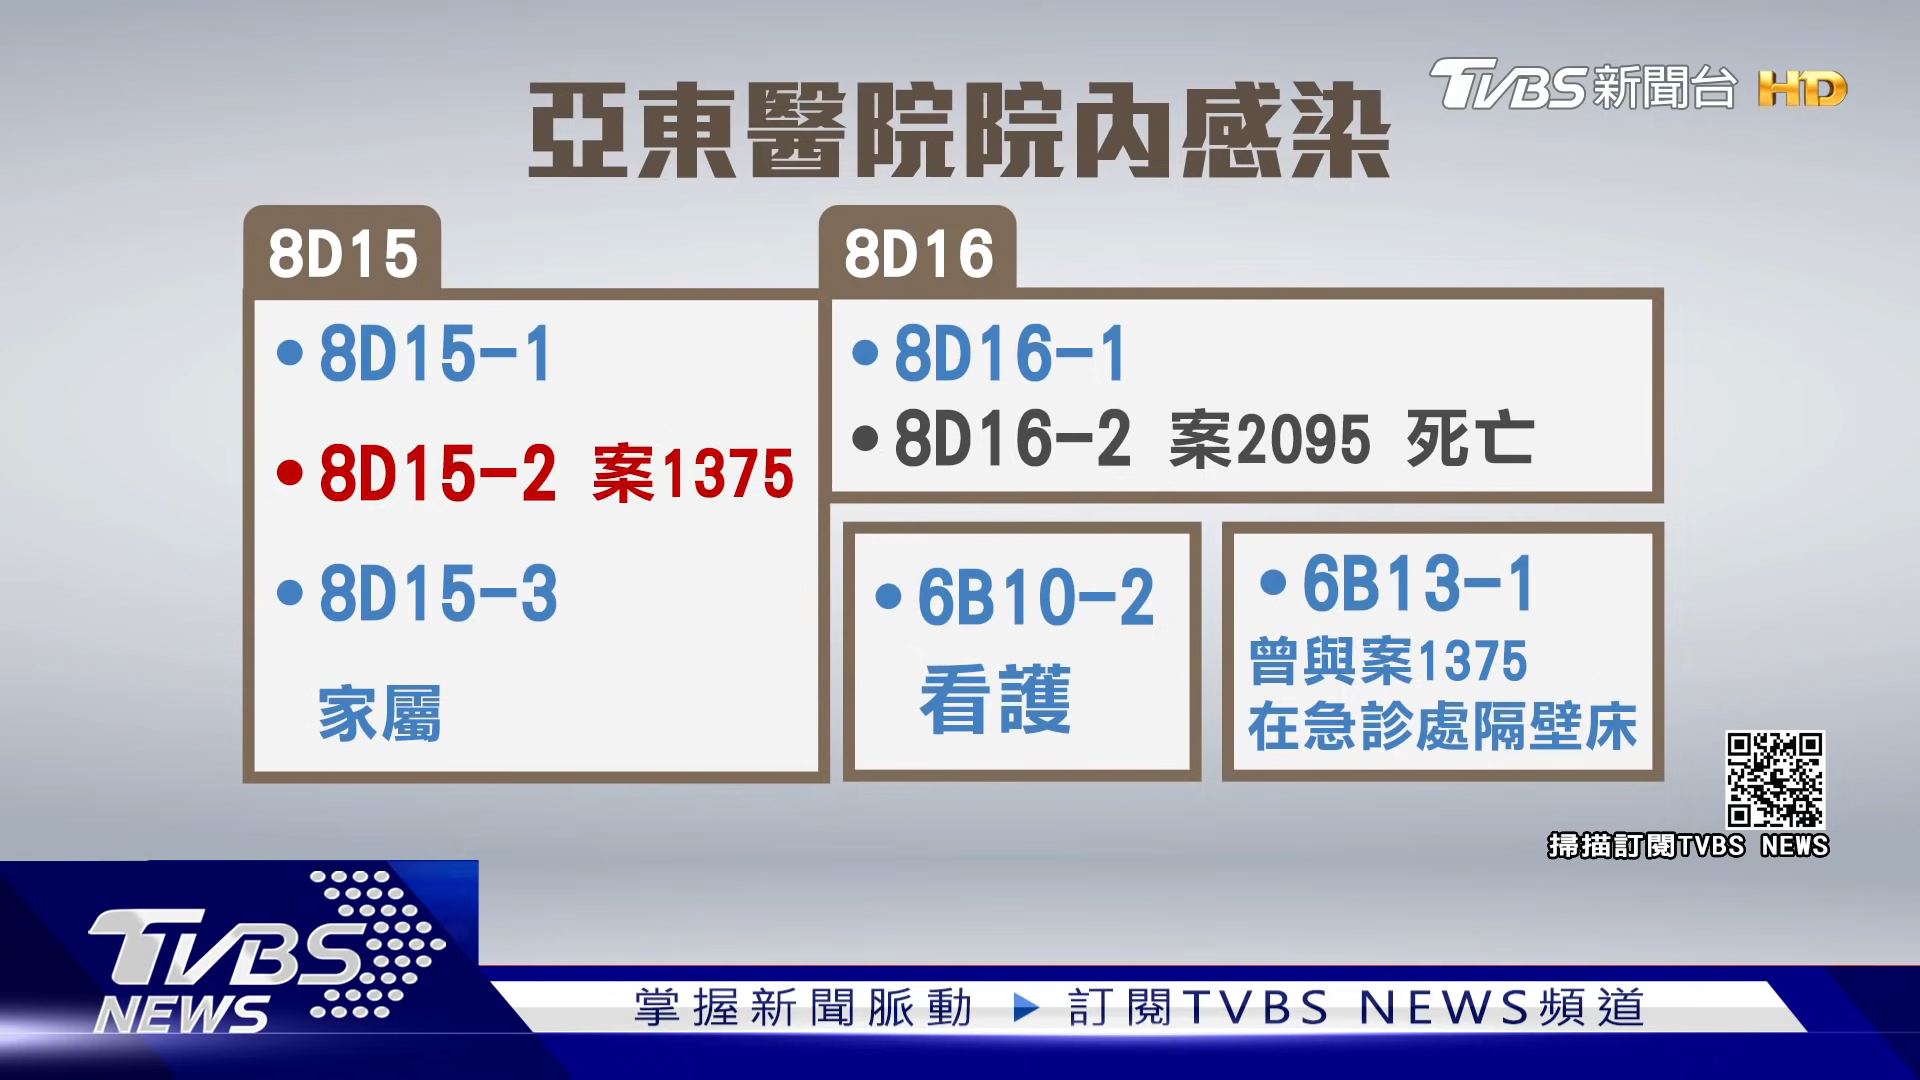 TVBS新聞台 HD
亞東醫院院內感染
8D15
• 8D15-1
• 8D15-2 案1375
• 8D15-3
家屬
8D16
• 8D16-1
• 8D16-2 案2095 死亡
• 6B10-2
看護
• 6B13-1
曾與案1375
在急診處隔壁床
掃描訂閱TVBS NEWS
TVBS
NEWS
掌握新聞脈動 ▶ 訂閱TVBS NEWS頻道